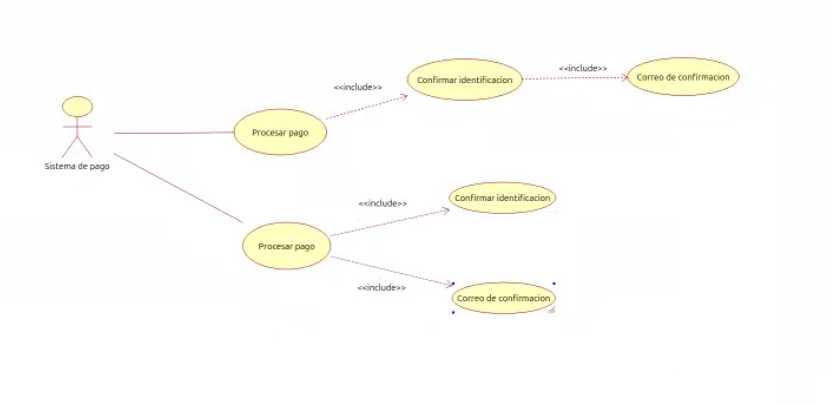 <<include>>
Confirmar identificacion
<<include>>
Correo de confirmacion
Procesar pago
Sistema de pago
<<include>>
Confirmar identificacion
Procesar pago
<<include>>
Correo de confirmacion